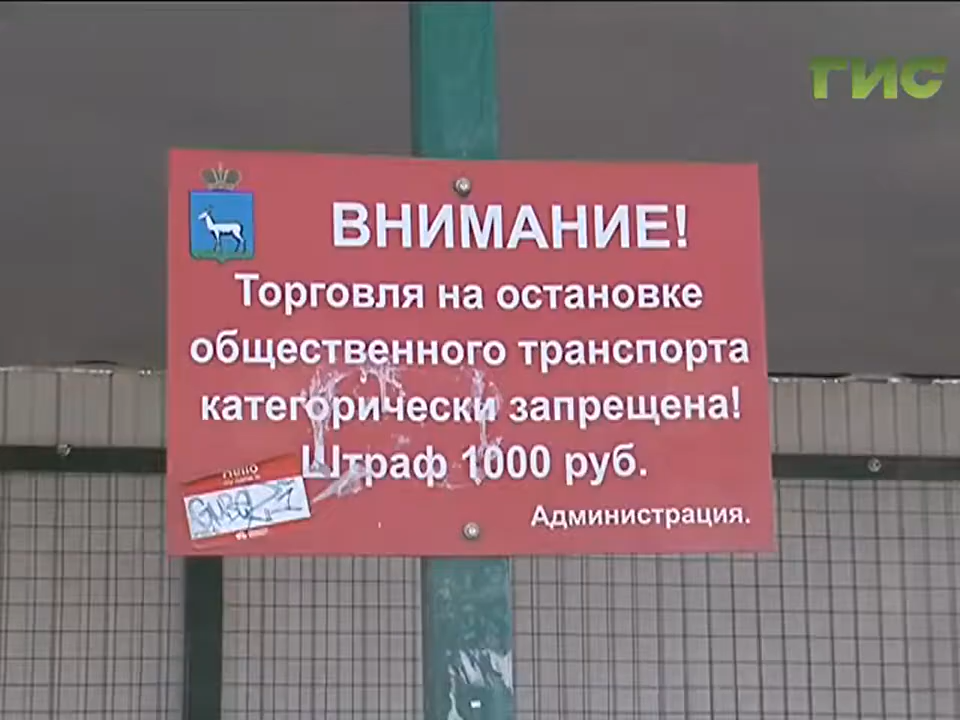 ГИС
ВНИМАНИЕ!
Торговля на остановке
общественного транспорта
категорически запрещена!
Штраф 1000 руб.
Администрация.